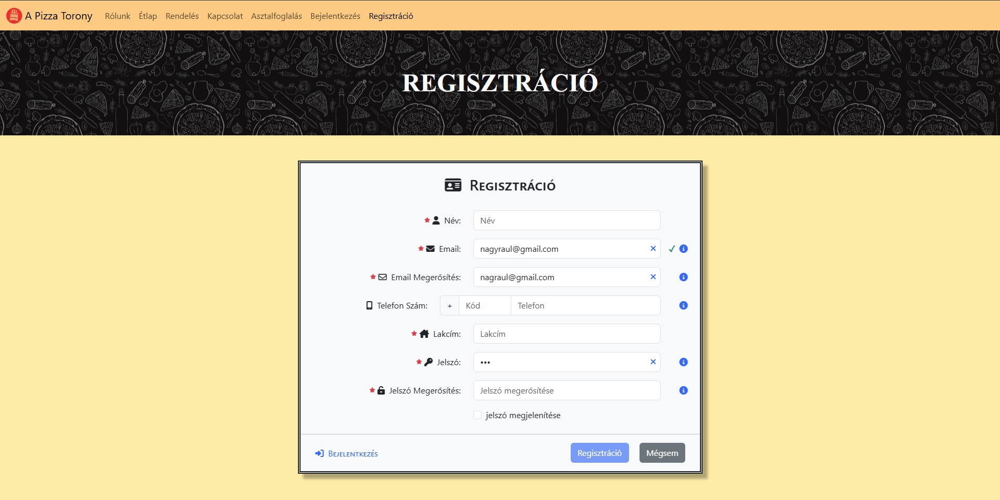 A Pizza Torony Rólunk Étlap Rendelés Kapcsolat Asztalfoglalás Bejelentkezés Regisztráció
REGISZTRÁCIÓ
Regisztráció
Név: Név
Email: nagyraul@gmail.com
Email Megerősítés: nagraul@gmail.com
Telefon Szám: + Kód Telefon
Lakcím: Lakcím
Jelszó: •••
Jelszó Megerősítés: Jelszó megerősítése
jelszó megjelenítése
Bejelentkezés Regisztráció Mégsem